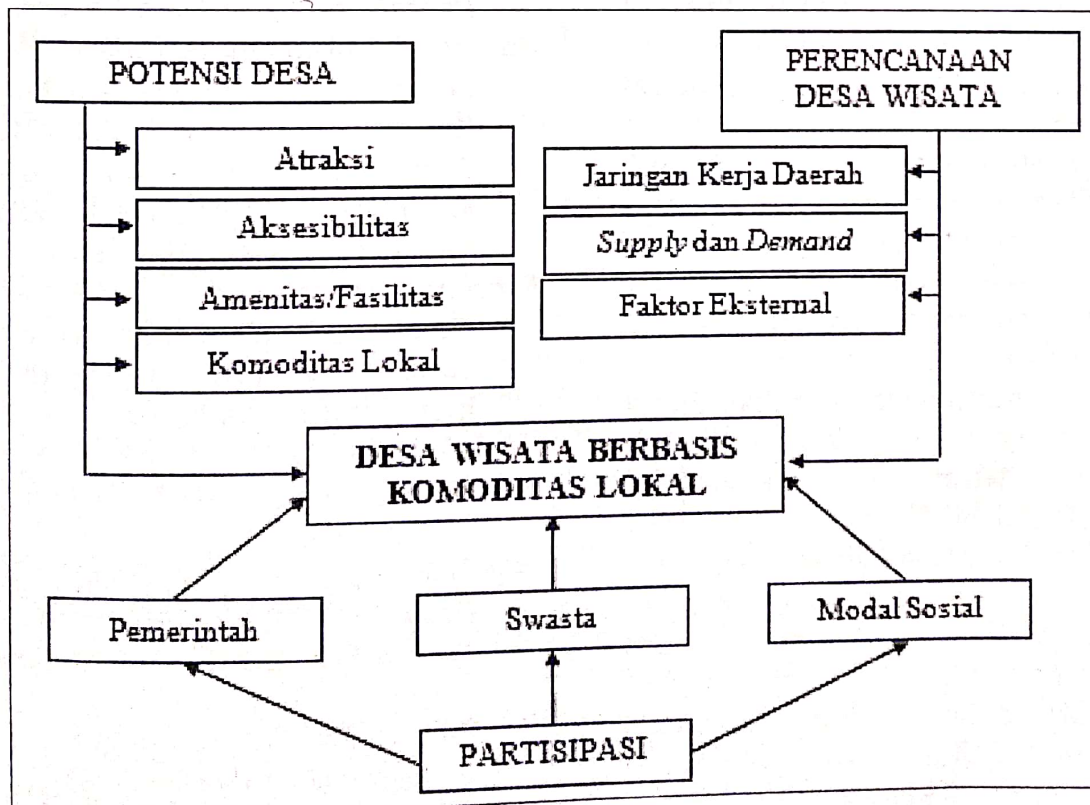 POTENSI DESA
Atraksi
Aksesibilitas
Amenitas/Fasilitas
Komoditas Lokal
PERENCANAAN
DESA WISATA
Jaringan Kerja Daerah
Supply dan Demand
Faktor Eksternal
DESA WISATA BERBASIS
KOMODITAS LOKAL
Pemerintah
Swasta
Modal Sosial
PARTISIPASI